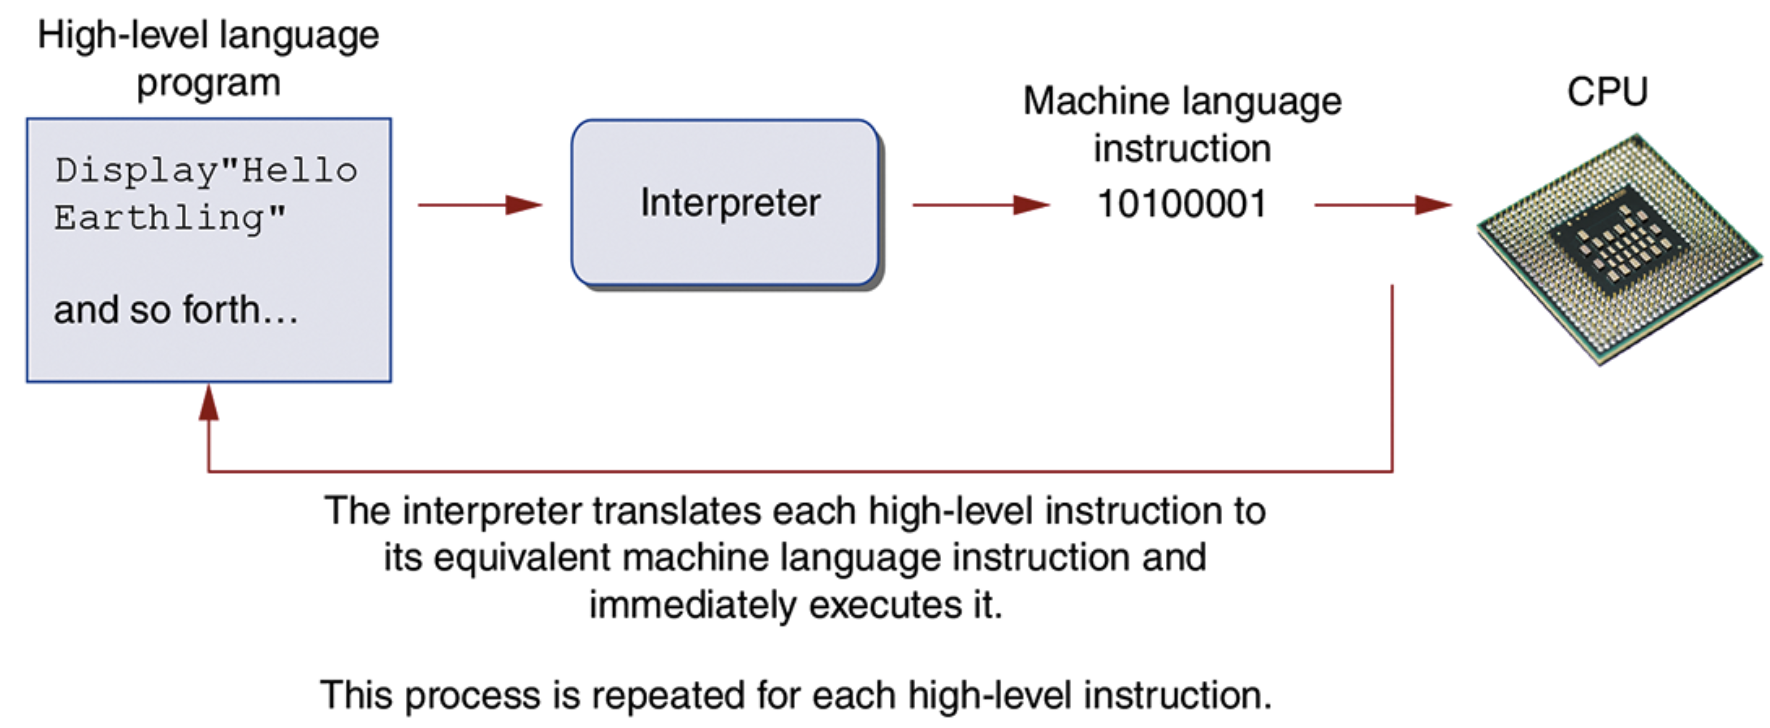 High-level language
program
Display"Hello
Earthling"
and so forth…
Interpreter
Machine language
instruction
10100001
CPU
The interpreter translates each high-level instruction to
its equivalent machine language instruction and
immediately executes it.
This process is repeated for each high-level instruction.